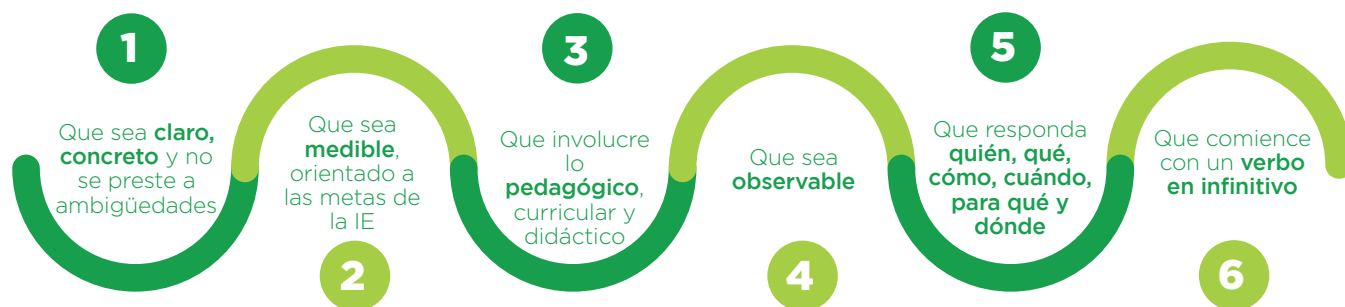 1
Que sea claro,
concreto y no
se preste a
ambigüedades
Que sea
medible,
orientado a
las metas de
la IE
2
3
Que involucre
lo
pedagógico,
curricular y
didáctico
Que sea
observable
4
5
Que responda
quién, qué,
cómo, cuándo,
para qué y
dónde
Que comience
con un verbo
en infinitivo
6